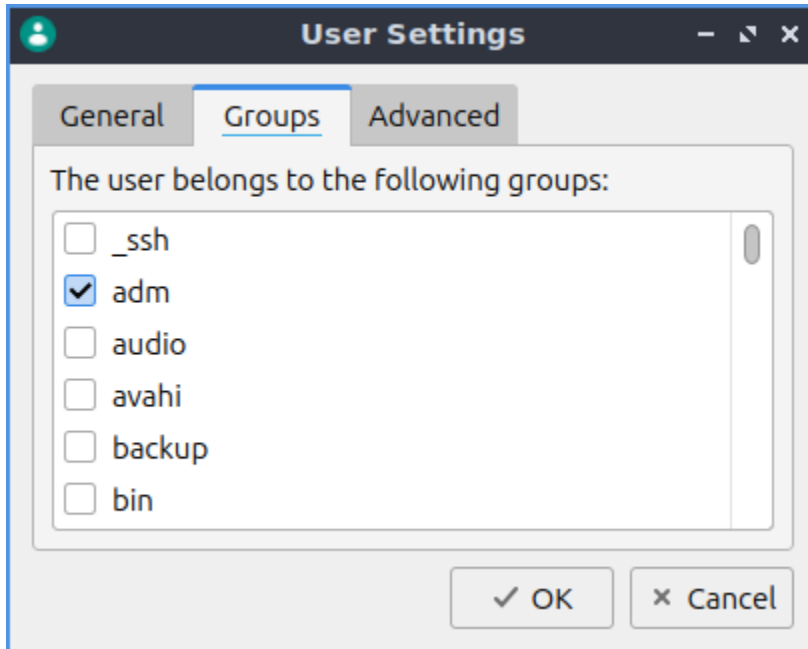 User Settings
General Groups Advanced
The user belongs to the following groups:
_ssh
adm
audio
avahi
backup
bin
OK Cancel